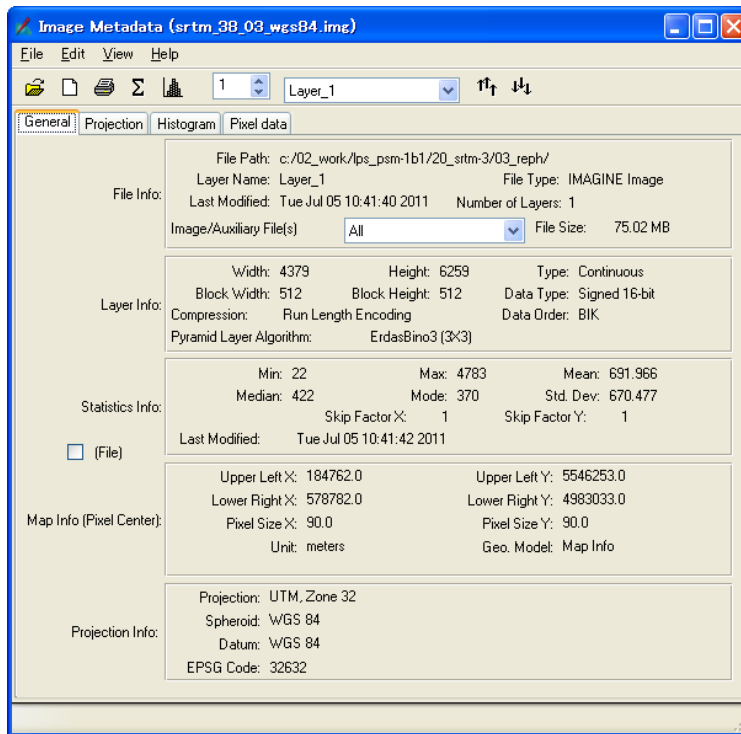 Image Metadata (srtm_38_03_wgs84.img)
File Edit View Help
1 Layer_1
General Projection Histogram Pixel data
File Info:
File Path: c:/02_work/lps_psm-1b1/20_srtm-3/03_reph/
Layer Name: Layer_1 File Type: IMAGINE Image
Last Modified: Tue Jul 05 10:41:40 2011 Number of Layers: 1
Image/Auxiliary File(s) All File Size: 75.02 MB
Layer Info:
Width: 4379 Height: 6259 Type: Continuous
Block Width: 512 Block Height: 512 Data Type: Signed 16-bit
Compression: Run Length Encoding Data Order: BIK
Pyramid Layer Algorithm: ErdasBino3 (3X3)
Statistics Info:
Min: 22 Max: 4783 Mean: 691.966
Median: 422 Mode: 370 Std. Dev: 670.477
Skip Factor X: 1 Skip Factor Y: 1
Last Modified: Tue Jul 05 10:41:42 2011
(File)
Map Info (Pixel Center):
Upper Left X: 184762.0 Upper Left Y: 5546253.0
Lower Right X: 578782.0 Lower Right Y: 4983033.0
Pixel Size X: 90.0 Pixel Size Y: 90.0
Unit: meters Geo. Model: Map Info
Projection Info:
Projection: UTM, Zone 32
Spheroid: WGS 84
Datum: WGS 84
EPSG Code: 32632